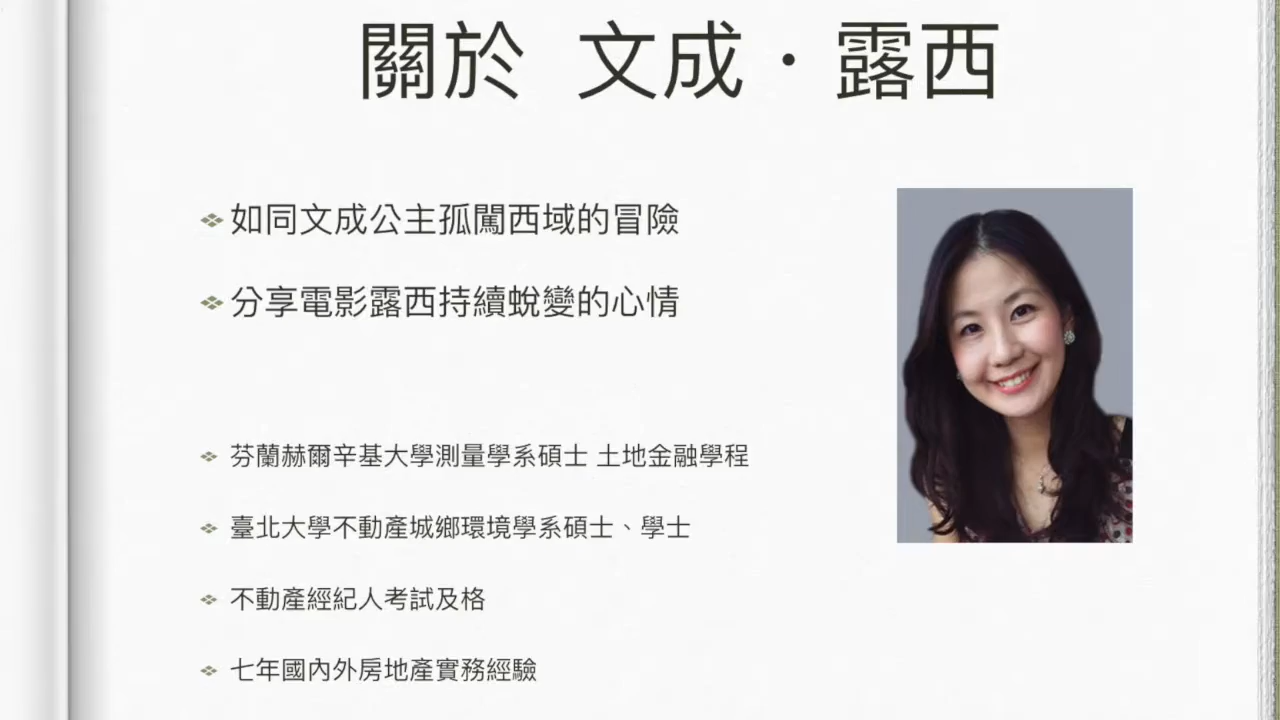 關於 文成·露西
如同文成公主孤闖西域的冒險
分享電影露西持續蛻變的心情
芬蘭赫爾辛基大學測量學系碩士 土地金融學程
臺北大學不動產城鄉環境學系碩士、學士
不動產經紀人考試及格
七年國內外房地產實務經驗